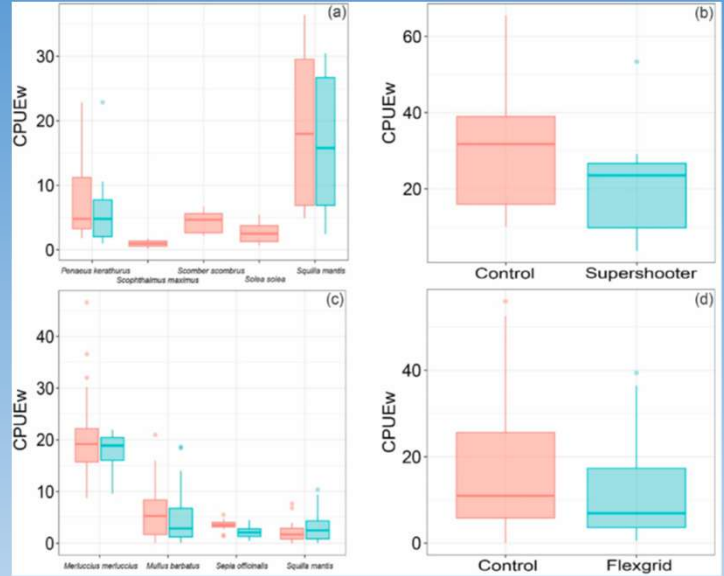 (a)
CPUEw
30
20
10
0
Penaeus kerathurus
Scophthalmus maximus
Scomber scombrus
Solea solea
Squilla mantis
(b)
CPUEw
60
40
20
Control
Supershooter
(c)
CPUEw
40
30
20
10
0
Merluccius merluccius
Mullus barbatus
Sepia officinalis
Squilla mantis
(d)
CPUEw
40
20
0
Control
Flexgrid